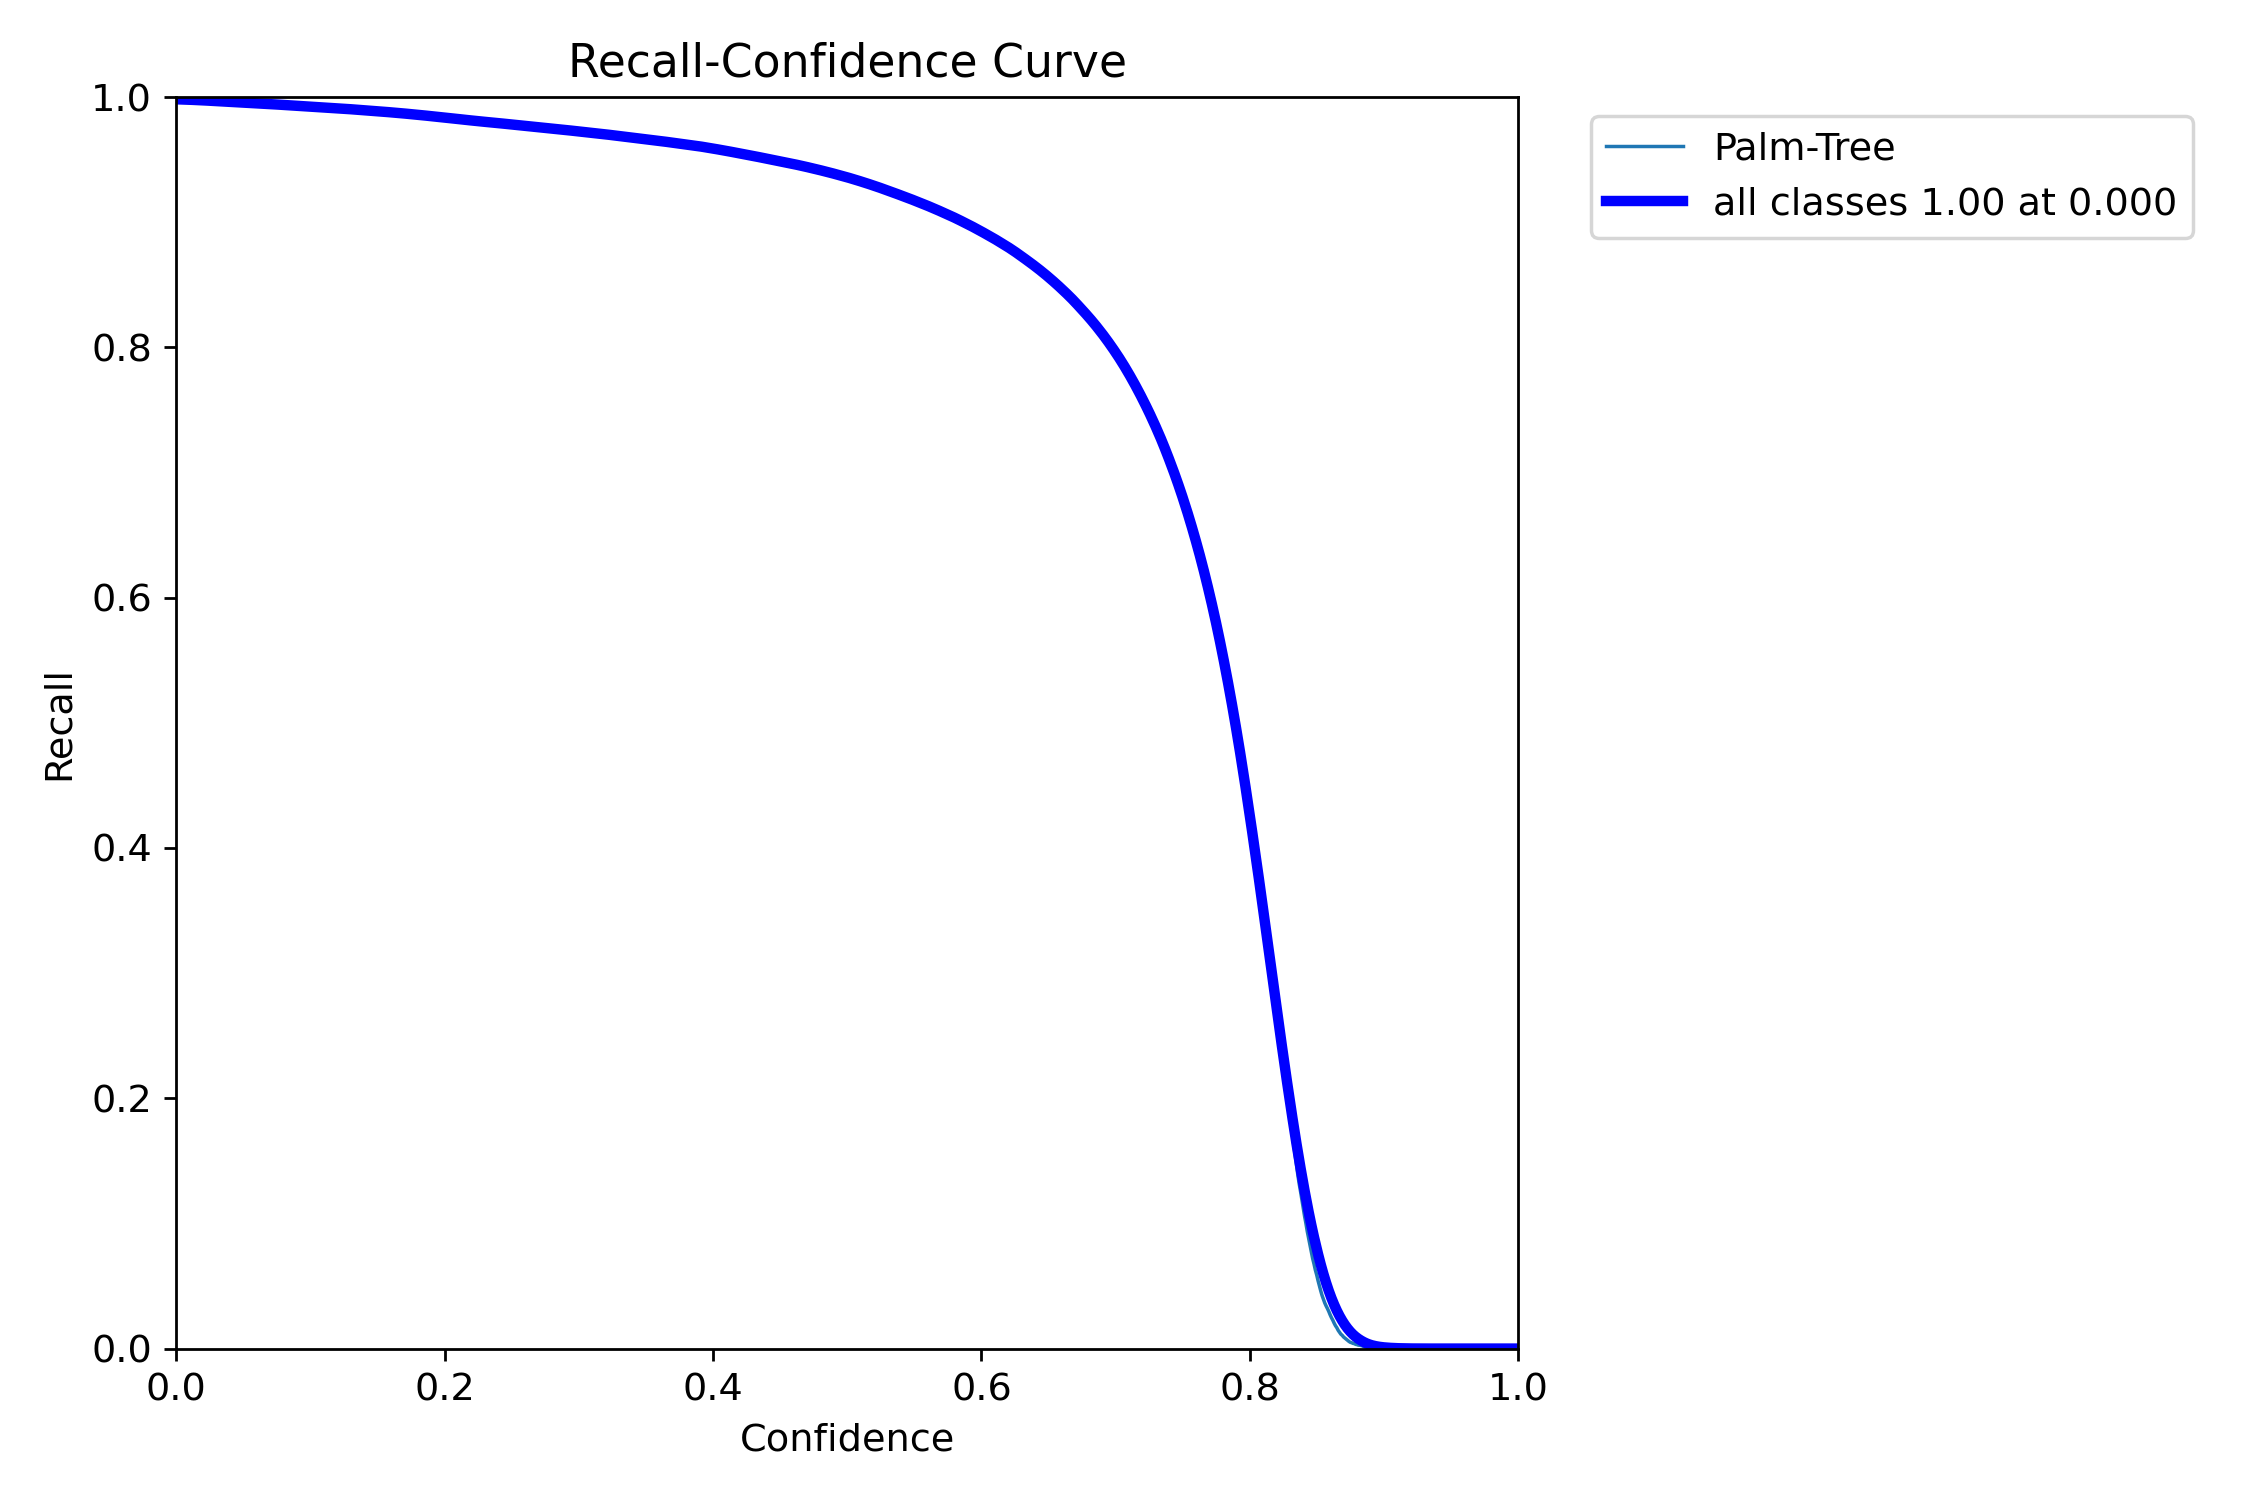 Recall-Confidence Curve
1.0
0.8
0.6
0.4
0.2
0.0
Recall
0.0 0.2 0.4 0.6 0.8 1.0
Confidence
Palm-Tree
all classes 1.00 at 0.000